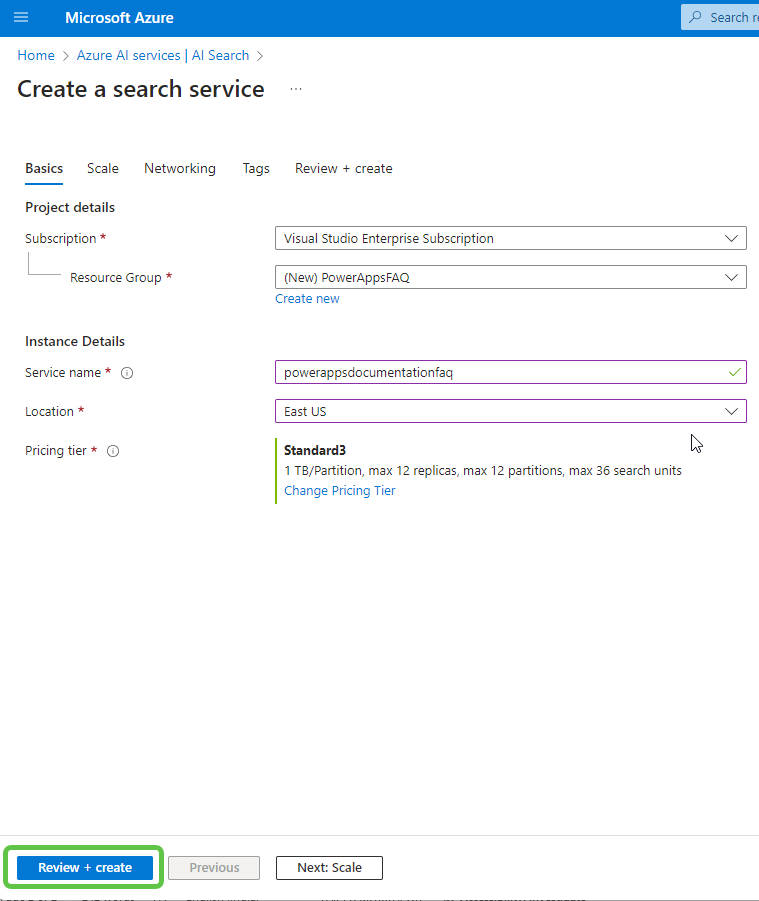 Microsoft Azure
Search re
Home > Azure AI services | AI Search >
Create a search service ...
Basics Scale Networking Tags Review + create
Project details
Subscription * Visual Studio Enterprise Subscription
Resource Group * (New) PowerAppsFAQ
Create new
Instance Details
Service name * powerappsdocumentationfaq
Location * East US
Pricing tier * Standard3
1 TB/Partition, max 12 replicas, max 12 partitions, max 36 search units
Change Pricing Tier
Review + create Previous Next: Scale